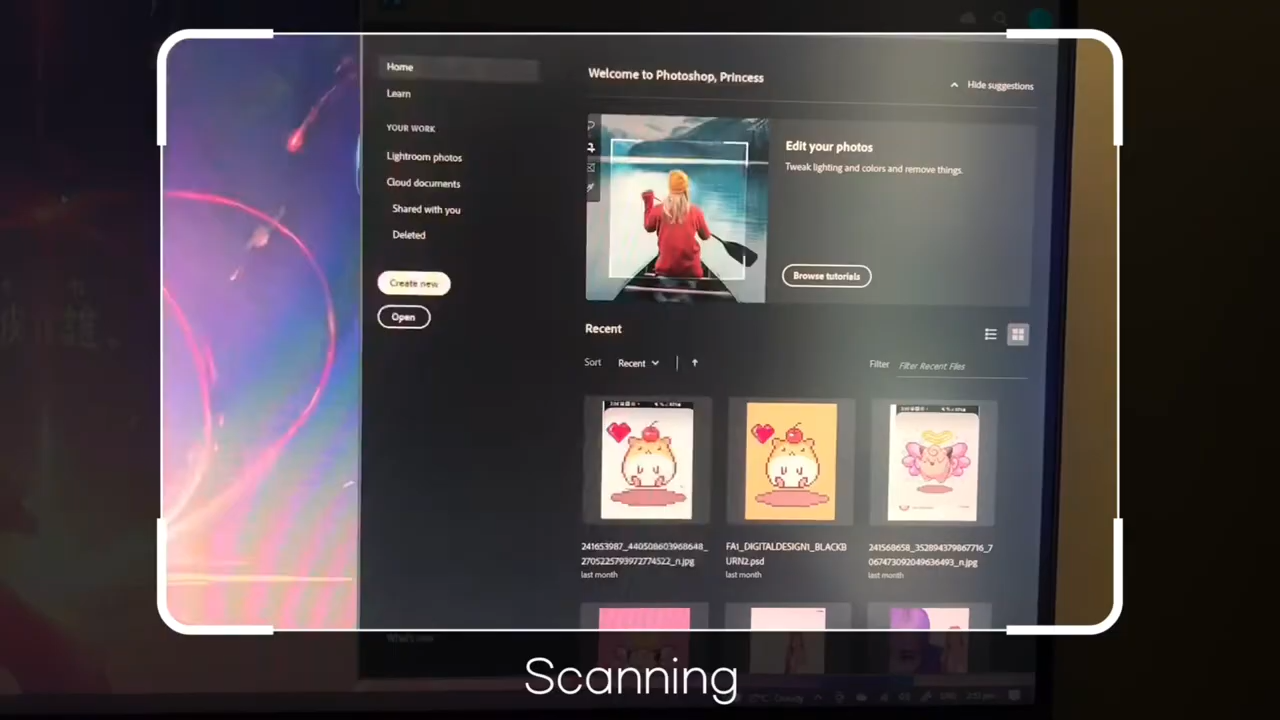 Home
Welcome to Photoshop, Princess
Hide suggestions
Learn
YOUR WORK
Lightroom photos
Cloud documents
Shared with you
Deleted
Create new
Open
Edit your photos
Tweak lighting and colors and remove things.
Browse tutorials
Recent
Sort Recent
Filter Filter Recent Files
241653987_440508603968648_
2705225793972774522_n.jpg
last month
FA1_DIGITALDESIGN1_BLACKB
URN2.psd
last month
241568658_352894379867716_7
067473092049636493_n.jpg
last month
What's new
Scanning